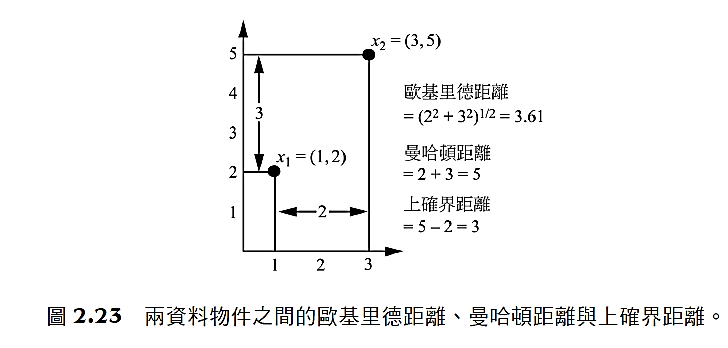 5
4
3
2
1
1 2 3
3
2
x₁ = (1, 2)
x₂ = (3, 5)
歐基里德距離
= (2² + 3²)^1/2 = 3.61
曼哈頓距離
= 2 + 3 = 5
上確界距離
= 5 – 2 = 3
圖 2.23 兩資料物件之間的歐基里德距離、曼哈頓距離與上確界距離。